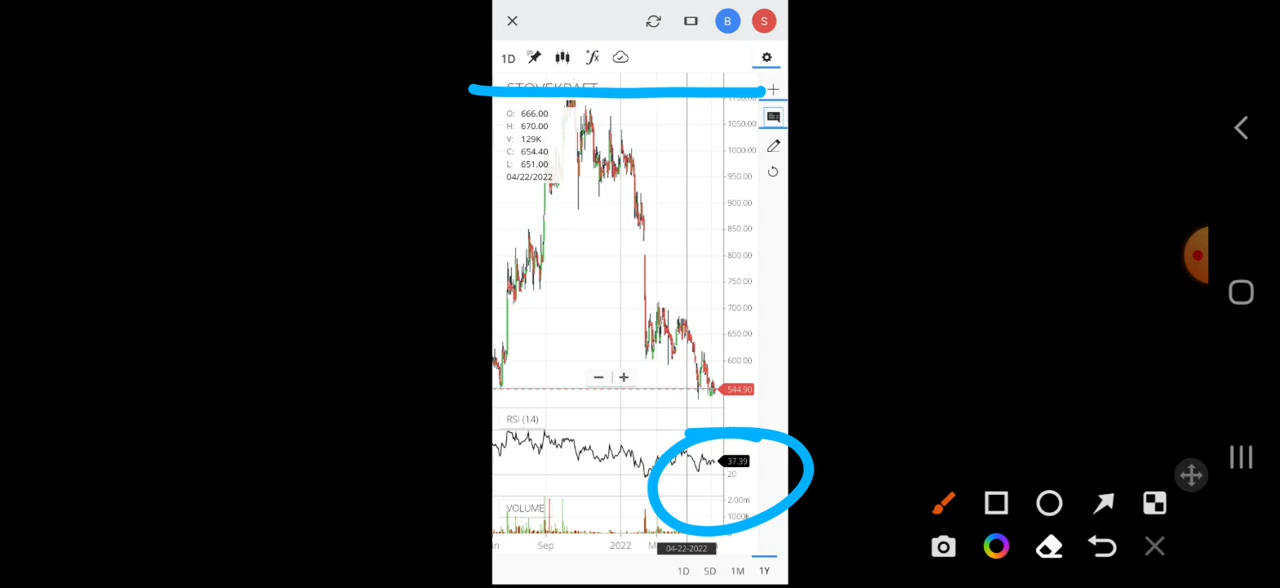 B
S
1D
fx
STOVEKRAFT
O: 666.00
H: 670.00
V: 129K
C: 654.40
L: 651.00
04/22/2022
1050.00
1000.00
950.00
900.00
850.00
800.00
750.00
700.00
650.00
600.00
544.90
RSI (14)
37.39
20
VOLUME
2.00m
1000k
Sep
2022
04-22-2022
1D 5D 1M 1Y